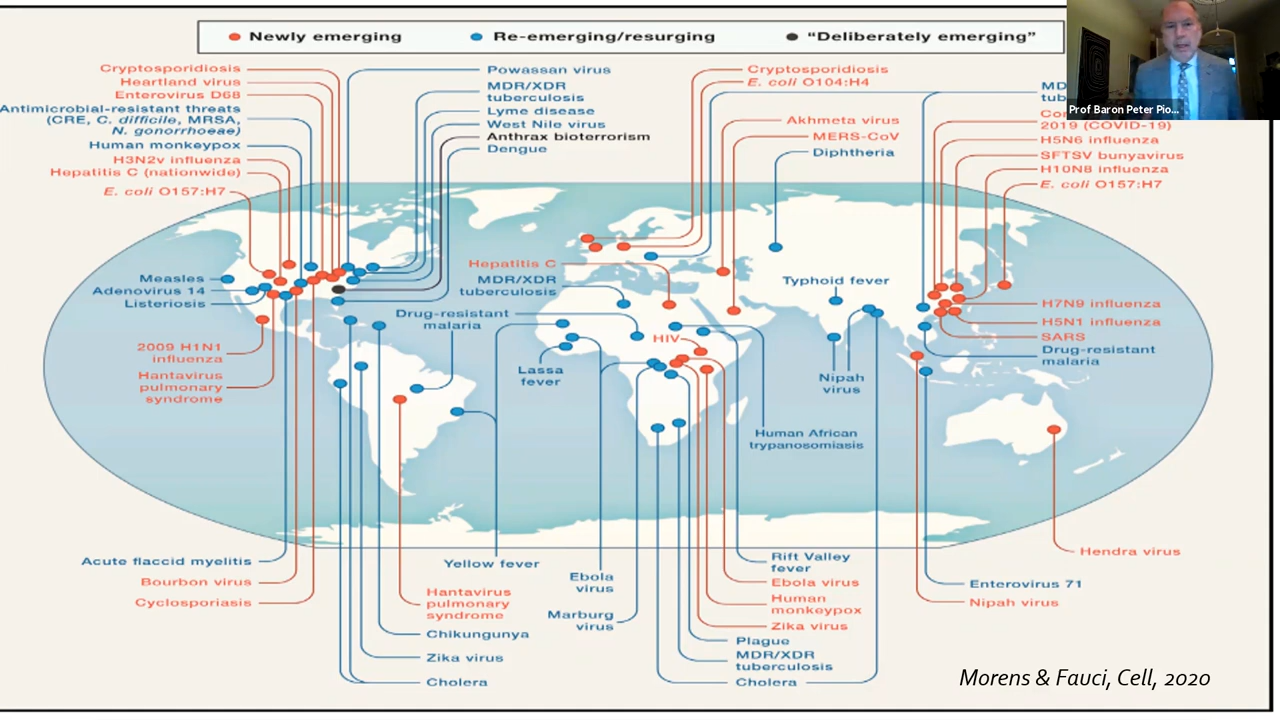 Newly emerging
Re-emerging/resurging
“Deliberately emerging”
Prof Baron Peter Pio...
Cryptosporidiosis
Heartland virus
Enterovirus D68
Antimicrobial-resistant threats
(CRE, C. difficile, MRSA,
N. gonorrhoeae)
Human monkeypox
H3N2v influenza
Hepatitis C (nationwide)
E. coli O157:H7
Powassan virus
MDR/XDR
tuberculosis
Lyme disease
West Nile virus
Anthrax bioterrorism
Dengue
Cryptosporidiosis
E. coli O104:H4
Akhmeta virus
MERS-CoV
Diphtheria
2019 (COVID-19)
H5N6 influenza
SFTSV bunyavirus
H10N8 influenza
E. coli O157:H7
Measles
Adenovirus 14
Listeriosis
2009 H1N1
influenza
Hantavirus
pulmonary
syndrome
Hepatitis C
MDR/XDR
tuberculosis
Drug-resistant
malaria
HIV
Lassa
fever
Typhoid fever
Nipah
virus
Human African
trypanosomiasis
H7N9 influenza
H5N1 influenza
SARS
Drug-resistant
malaria
Acute flaccid myelitis
Bourbon virus
Cyclosporiasis
Hantavirus
pulmonary
syndrome
Chikungunya
Zika virus
Cholera
Yellow fever
Ebola
virus
Marburg
virus
Rift Valley
fever
Ebola virus
Human
monkeypox
Zika virus
Plague
MDR/XDR
tuberculosis
Cholera
Hendra virus
Enterovirus 71
Nipah virus
Morens & Fauci, Cell, 2020